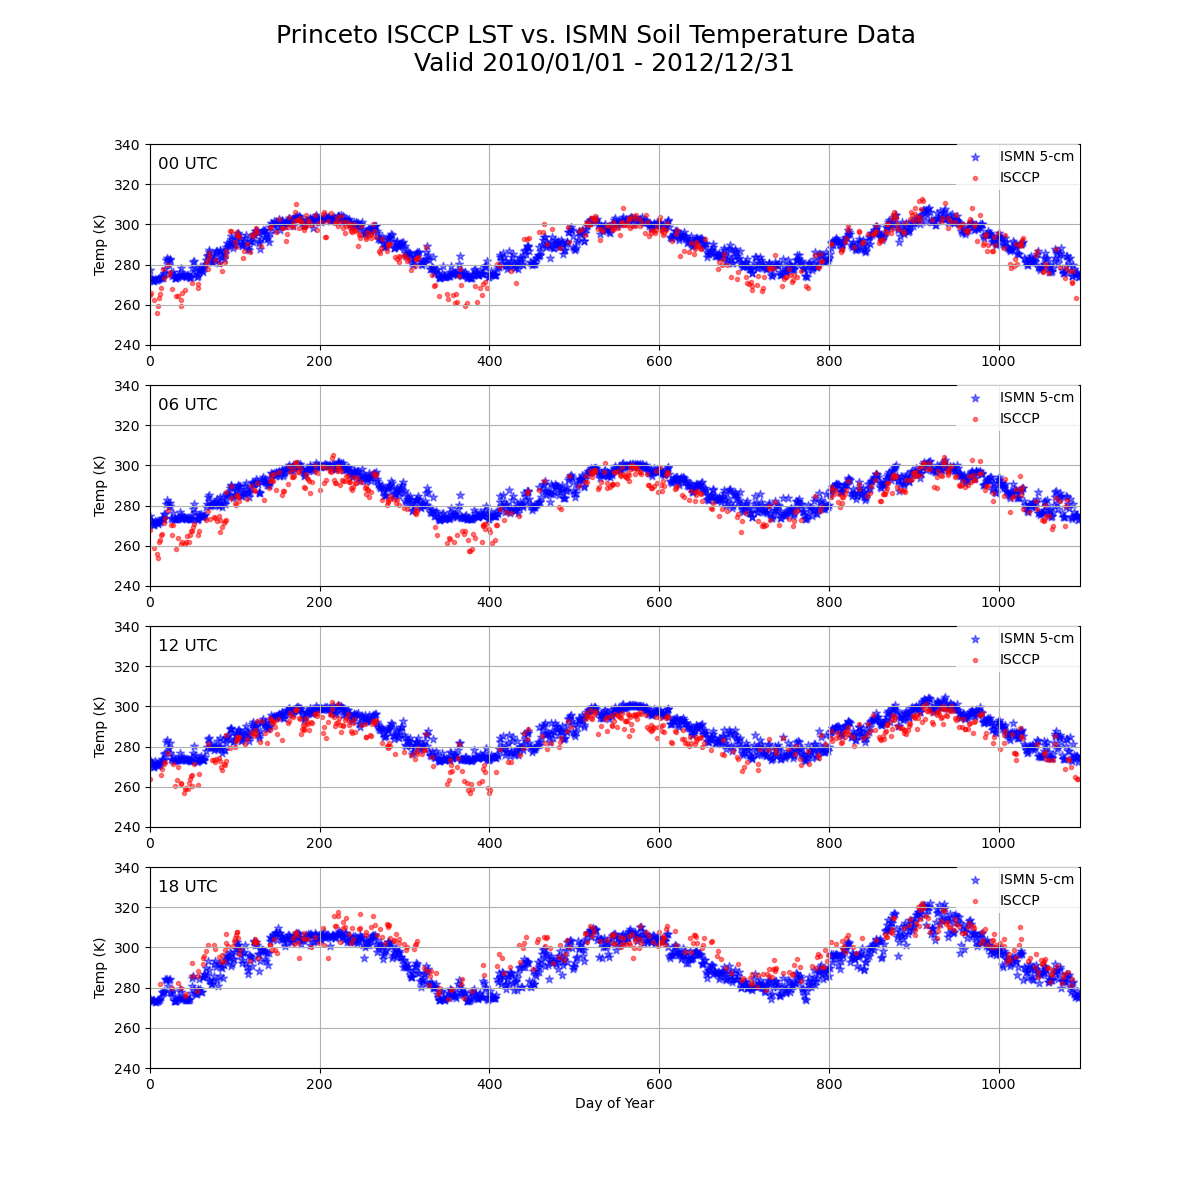 Princeto ISCCP LST vs. ISMN Soil Temperature Data
Valid 2010/01/01 - 2012/12/31
340
320
300
280
260
240
Temp (K)
00 UTC
ISMN 5-cm
ISCCP
0 200 400 600 800 1000
340
320
300
280
260
240
Temp (K)
06 UTC
ISMN 5-cm
ISCCP
0 200 400 600 800 1000
340
320
300
280
260
240
Temp (K)
12 UTC
ISMN 5-cm
ISCCP
0 200 400 600 800 1000
340
320
300
280
260
240
Temp (K)
18 UTC
ISMN 5-cm
ISCCP
0 200 400 600 800 1000
Day of Year